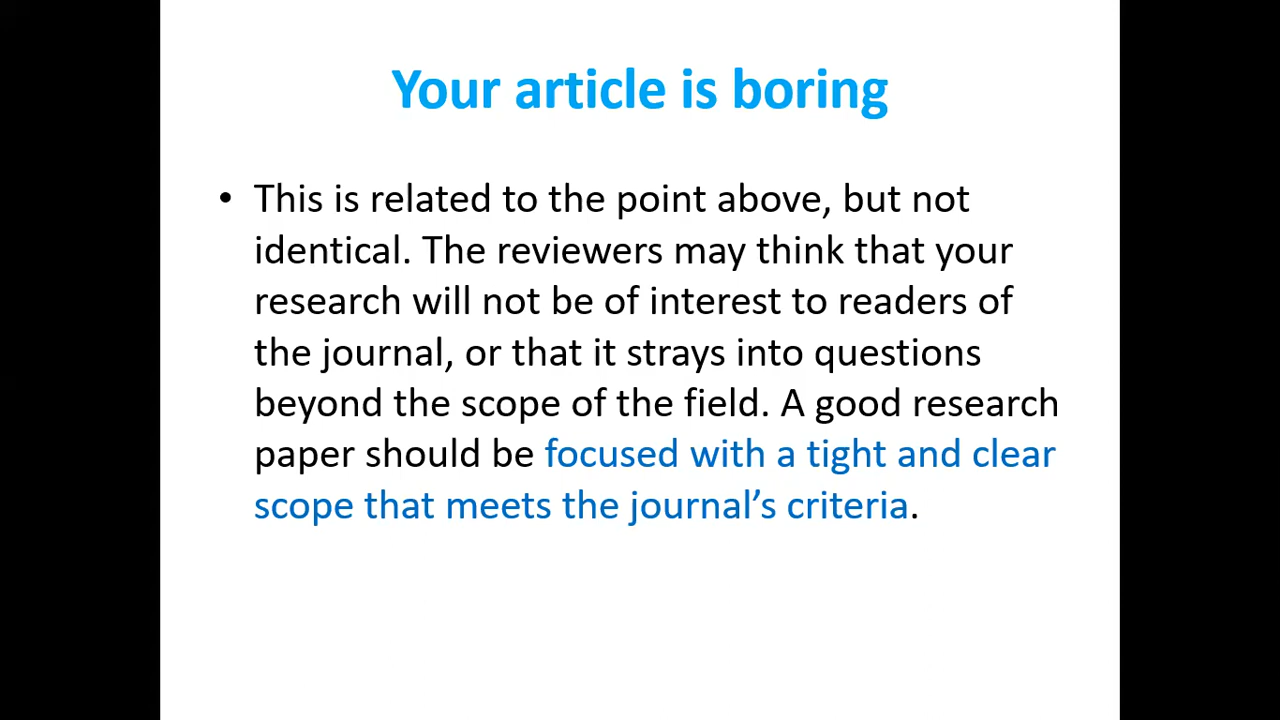 Your article is boring
• This is related to the point above, but not
identical. The reviewers may think that your
research will not be of interest to readers of
the journal, or that it strays into questions
beyond the scope of the field. A good research
paper should be focused with a tight and clear
scope that meets the journal’s criteria.